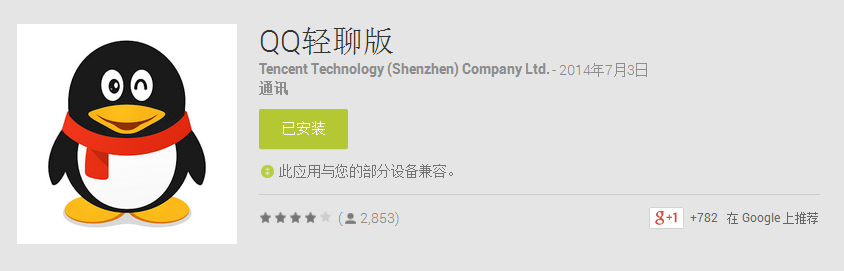 QQ轻聊版
Tencent Technology (Shenzhen) Company Ltd. - 2014年7月3日
通讯
已安装
此应用与您的部分设备兼容。
(2,853)
g+1 +782 在 Google 上推荐